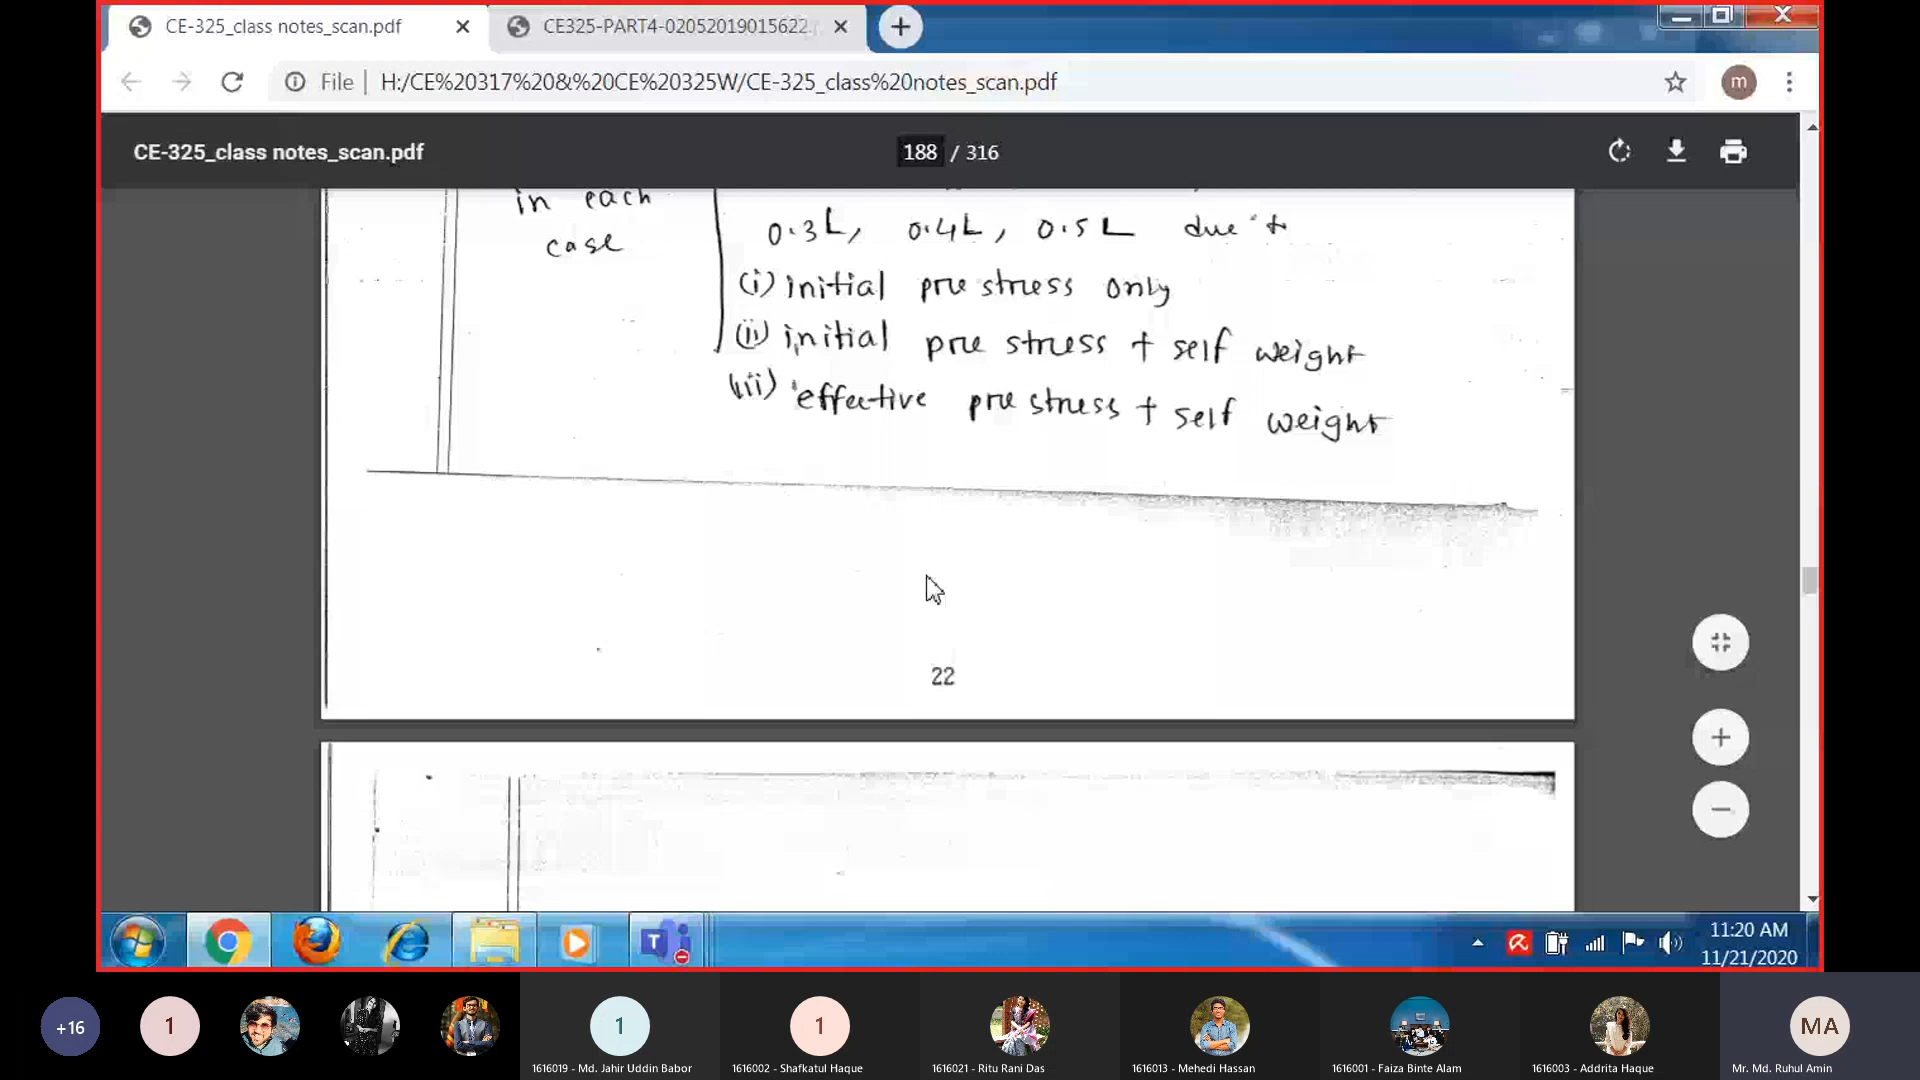 CE-325_class notes_scan.pdf
CE325-PART4-02052019015622.
File | H:/CE%20317%20&%20CE%20325W/CE-325_class%20notes_scan.pdf
m
CE-325_class notes_scan.pdf
188 / 316
in each
case
0.3L, 0.4L, 0.5L due to
(i) initial pre stress only
(ii) initial pre stress + self weight
(iii) effective pre stress + self weight
22
T
11:20 AM
11/21/2020
+16
1
1
1
MA
1616019 - Md. Jahir Uddin Babor
1616002 - Shafkatul Haque
1616021 - Ritu Rani Das
1616013 - Mehedi Hassan
1616001 - Faiza Binte Alam
1616003 - Addrita Haque
Mr. Md. Ruhul Amin